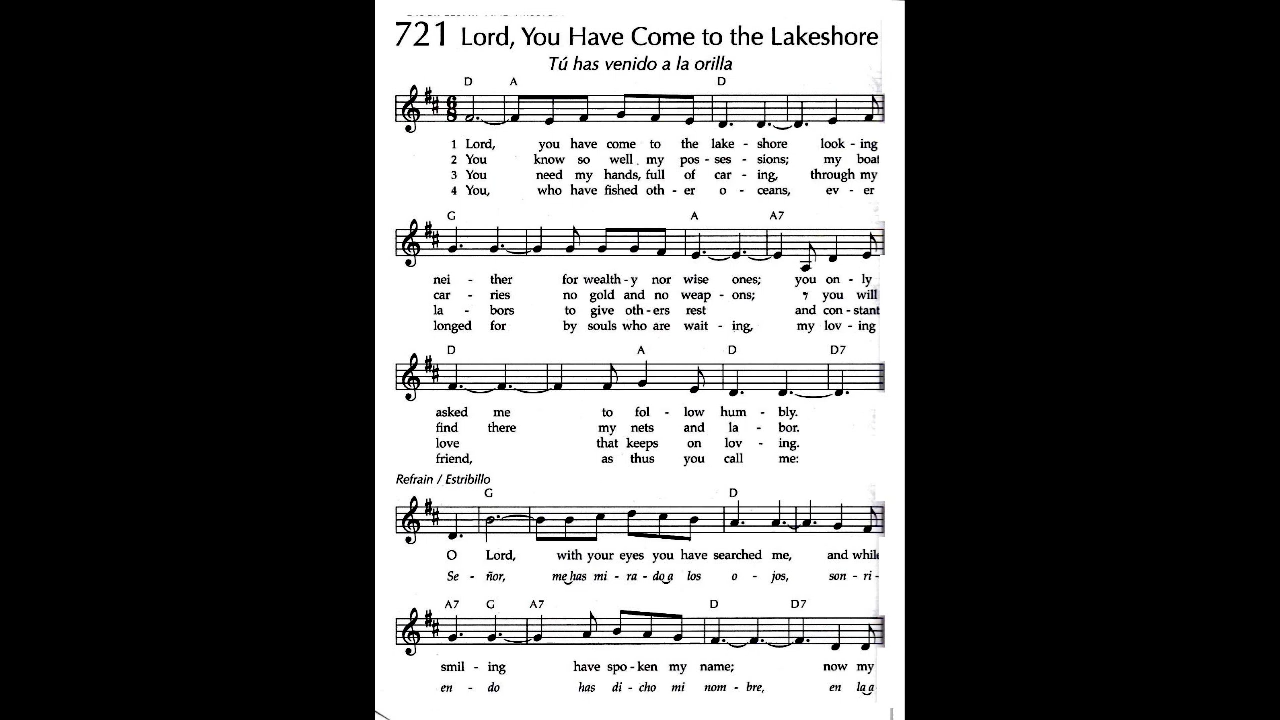 721 Lord, You Have Come to the Lakeshore
Tú has venido a la orilla
D A D
1 Lord, you have come to the lake - shore look - ing
2 You know so well my pos - ses - sions; my boat
3 You need my hands, full of car - ing, through my
4 You, who have fished oth - er o - ceans, ev - er
G A A7
nei - ther for wealth - y nor wise ones; you on - ly
car - ries no gold and no weap - ons; you will
la - bors to give oth - ers rest and con - stant
longed for by souls who are wait - ing, my lov - ing
D A D D7
asked me to fol - low hum - bly.
find there my nets and la - bor.
love that keeps on lov - ing.
friend, as thus you call me:
Refrain / Estribillo
G D
O Lord, with your eyes you have searched me, and while
Se - ñor, me has mi - ra - do a los o - jos, son - ri -
A7 G A7 D D7
smil - ing have spo - ken my name; now my
en - do has di - cho mi nom - bre, en la a